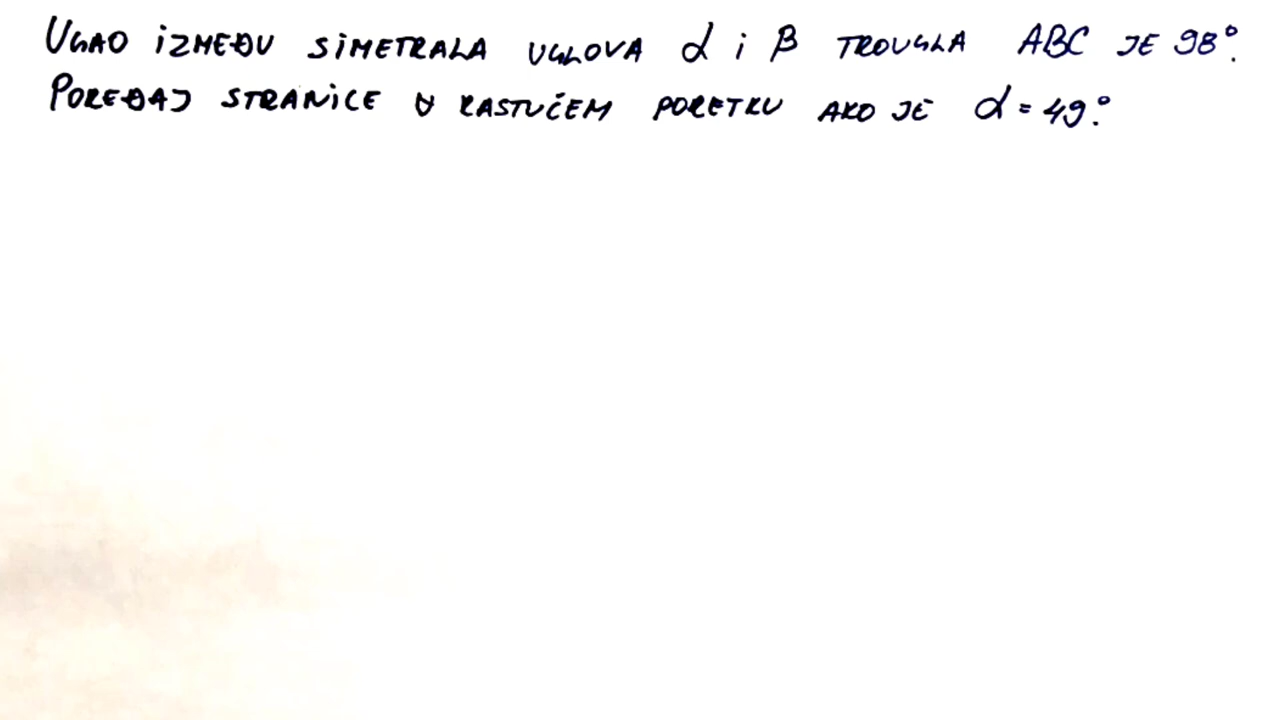 UGAO IZMEĐU SIMETRALA UGLOVA α i β TROUGLA ABC JE 98°.
POREĐAJ STRANICE U RASTUĆEM PORETKU AKO JE α = 49°.